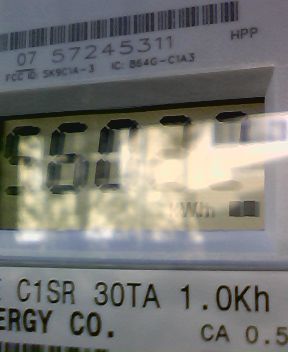 HPP
07 57245311
FCC ID: SK9C1A-3 IC: 864G-C1A3
kWh
C1SR 30TA 1.0Kh
ERGY CO.
CA 0.5